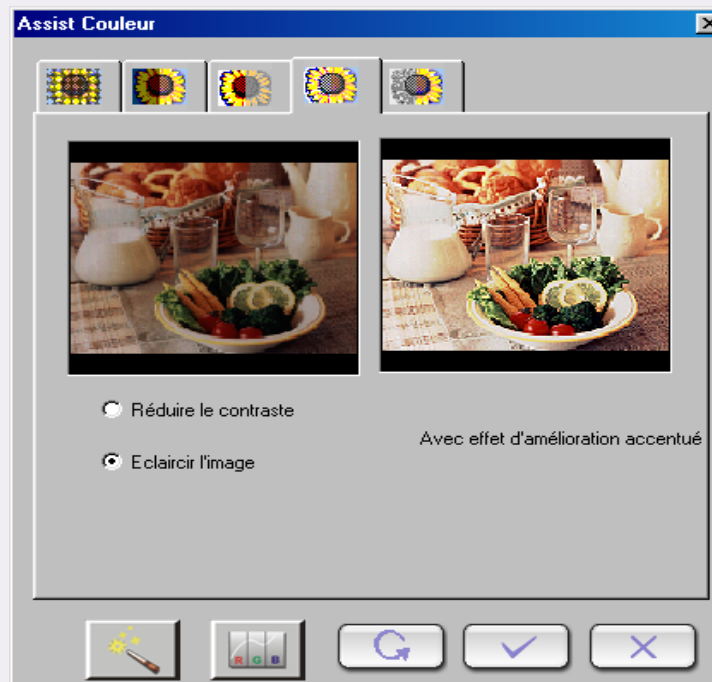 Assist Couleur
Réduire le contraste
Eclaircir l'image
Avec effet d'amélioration accentué
R G B